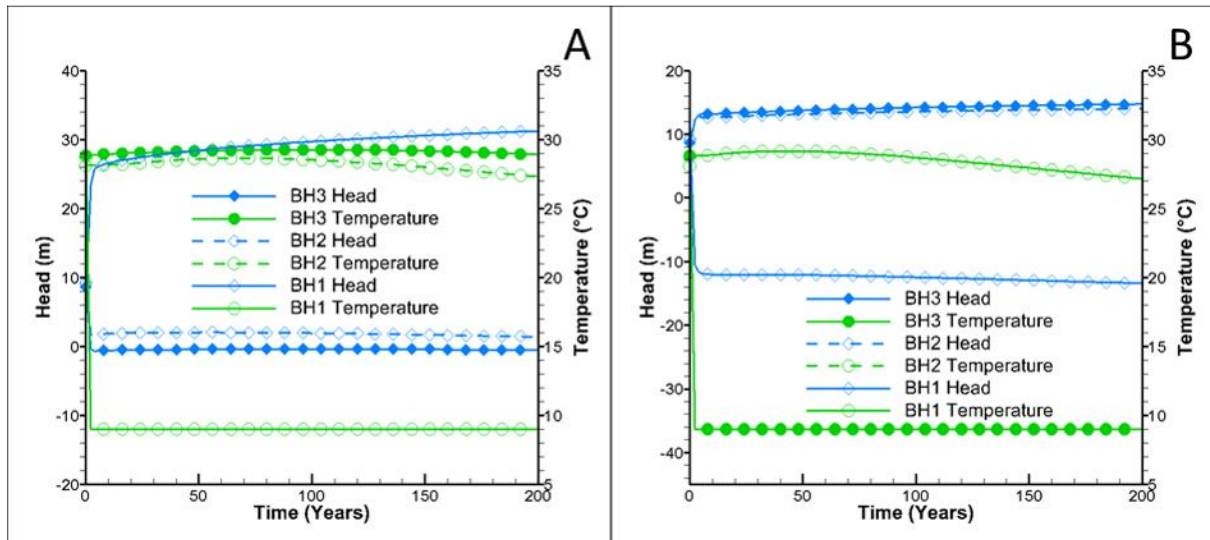 A
40
30
20
10
0
-10
-20
Head (m)
35
30
25
20
15
10
5
Temperature (°C)
BH3 Head
BH3 Temperature
BH2 Head
BH2 Temperature
BH1 Head
BH1 Temperature
0
50
100
150
200
Time (Years)
B
20
10
0
-10
-20
-30
-40
Head (m)
35
30
25
20
15
10
5
Temperature (°C)
BH3 Head
BH3 Temperature
BH2 Head
BH2 Temperature
BH1 Head
BH1 Temperature
0
50
100
150
200
Time (Years)